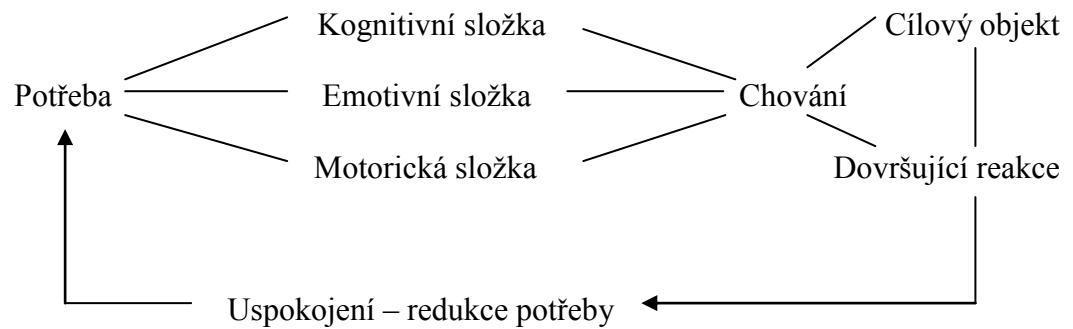 Kognitivní složka
Cílový objekt
Potřeba
Emotivní složka
Chování
Motorická složka
Dovršující reakce
Uspokojení – redukce potřeby